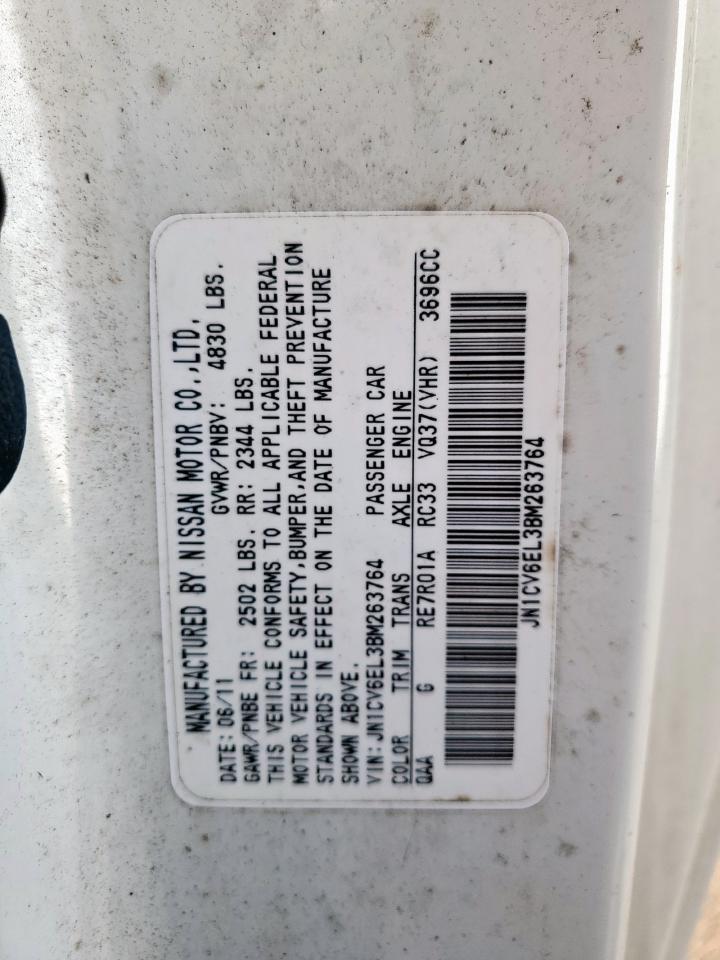 MANUFACTURED BY NISSAN MOTOR CO.,LTD.
DATE: 06/11 GVWR/PNBV: 4830 LBS.
GAWR/PNBE FR: 2502 LBS. RR: 2344 LBS.
THIS VEHICLE CONFORMS TO ALL APPLICABLE FEDERAL
MOTOR VEHICLE SAFETY,BUMPER,AND THEFT PREVENTION
STANDARDS IN EFFECT ON THE DATE OF MANUFACTURE
SHOWN ABOVE.
VIN:JN1CV6EL3BM263764 PASSENGER CAR
COLOR TRIM TRANS AXLE ENGINE
QAA G RE7R01A RC33 VQ37(VHR) 3696CC
JN1CV6EL3BM263764